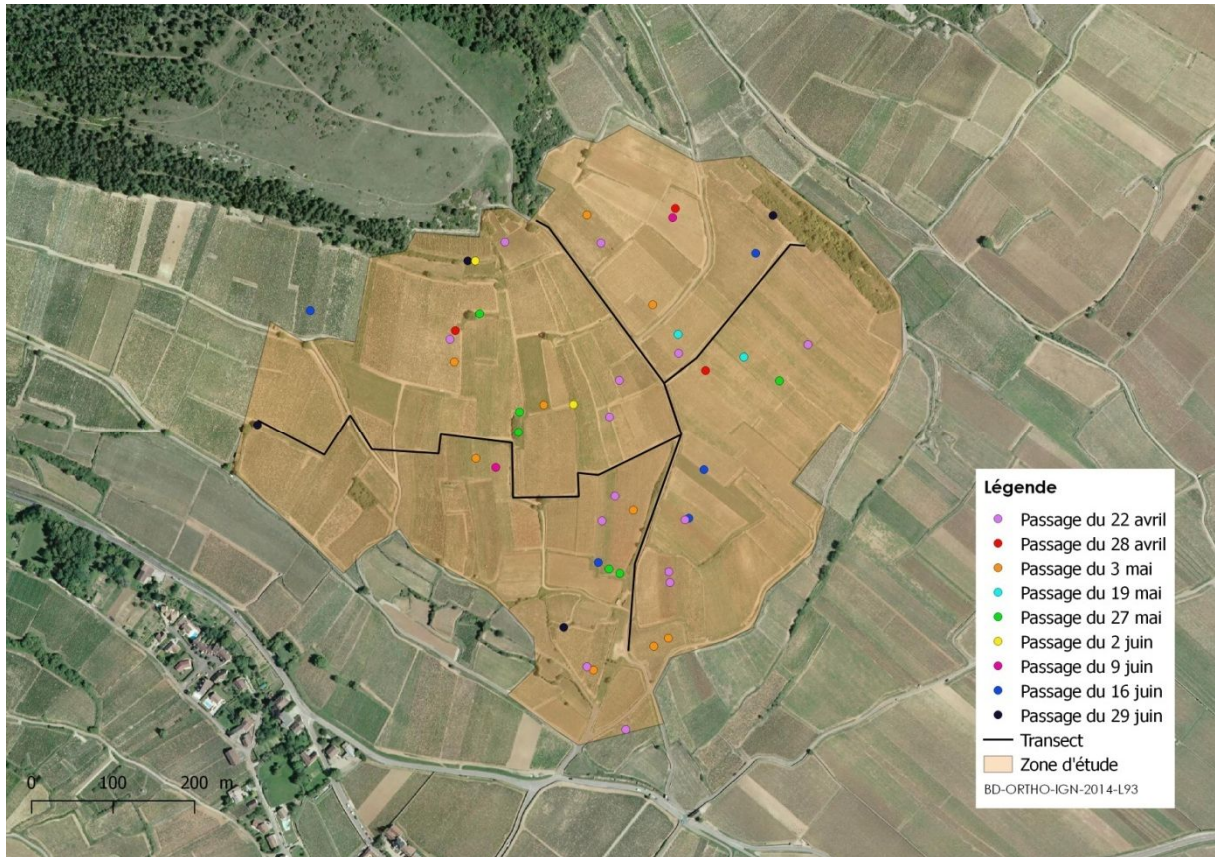 Légende
Passage du 22 avril
Passage du 28 avril
Passage du 3 mai
Passage du 19 mai
Passage du 27 mai
Passage du 2 juin
Passage du 9 juin
Passage du 16 juin
Passage du 29 juin
Transect
Zone d'étude
BD-ORTHO-IGN-2014-L93
0 100 200 m